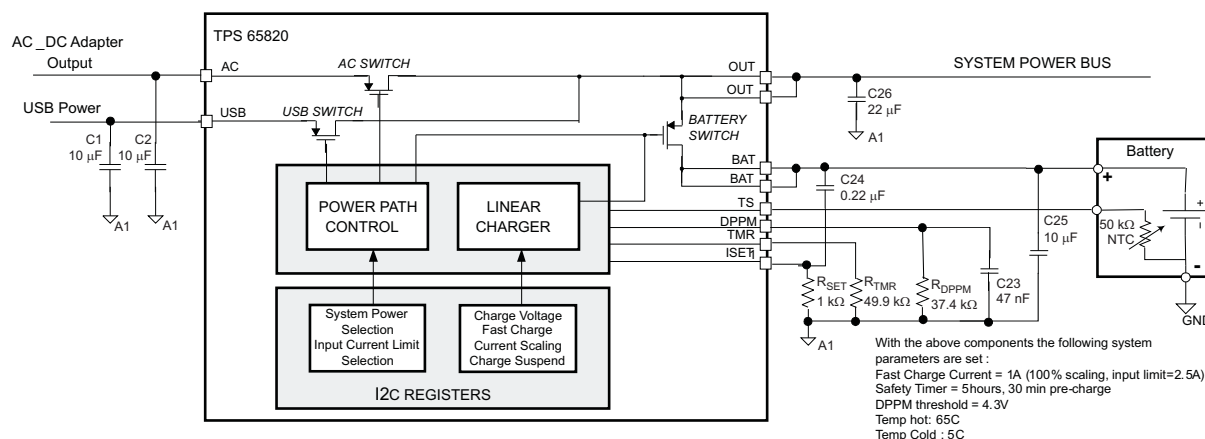 TPS 65820
AC _DC Adapter
Output
USB Power
C1
10 μF
C2
10 μF
A1
A1
AC
USB
AC SWITCH
USB SWITCH
BATTERY
SWITCH
OUT
OUT
BAT
BAT
TS
DPPM
TMR
ISET1
POWER PATH
CONTROL
LINEAR
CHARGER
System Power
Selection
Input Current Limit
Selection
Charge Voltage
Fast Charge
Current Scaling
Charge Suspend
I2C REGISTERS
SYSTEM POWER BUS
C26
22 μF
A1
C24
0.22 μF
C25
10 μF
Battery
+
+
-
50 kΩ
NTC
-
GND
RSET
1 kΩ
RTMR
49.9 kΩ
RDPPM
37.4 kΩ
C23
47 nF
A1
With the above components the following system
parameters are set :
Fast Charge Current = 1A (100% scaling, input limit=2.5A)
Safety Timer = 5hours, 30 min pre-charge
DPPM threshold = 4.3V
Temp hot: 65C
Temp Cold : 5C